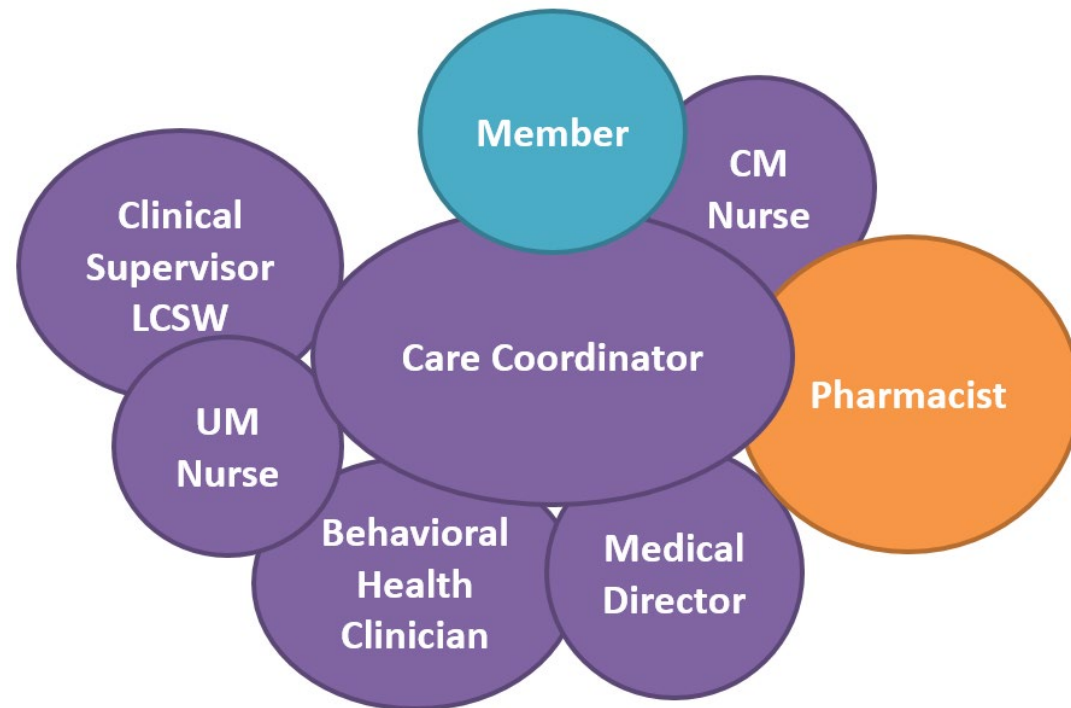 Member
CM
Nurse
Clinical
Supervisor
LCSW
Care Coordinator
Pharmacist
UM
Nurse
Behavioral
Health
Clinician
Medical
Director